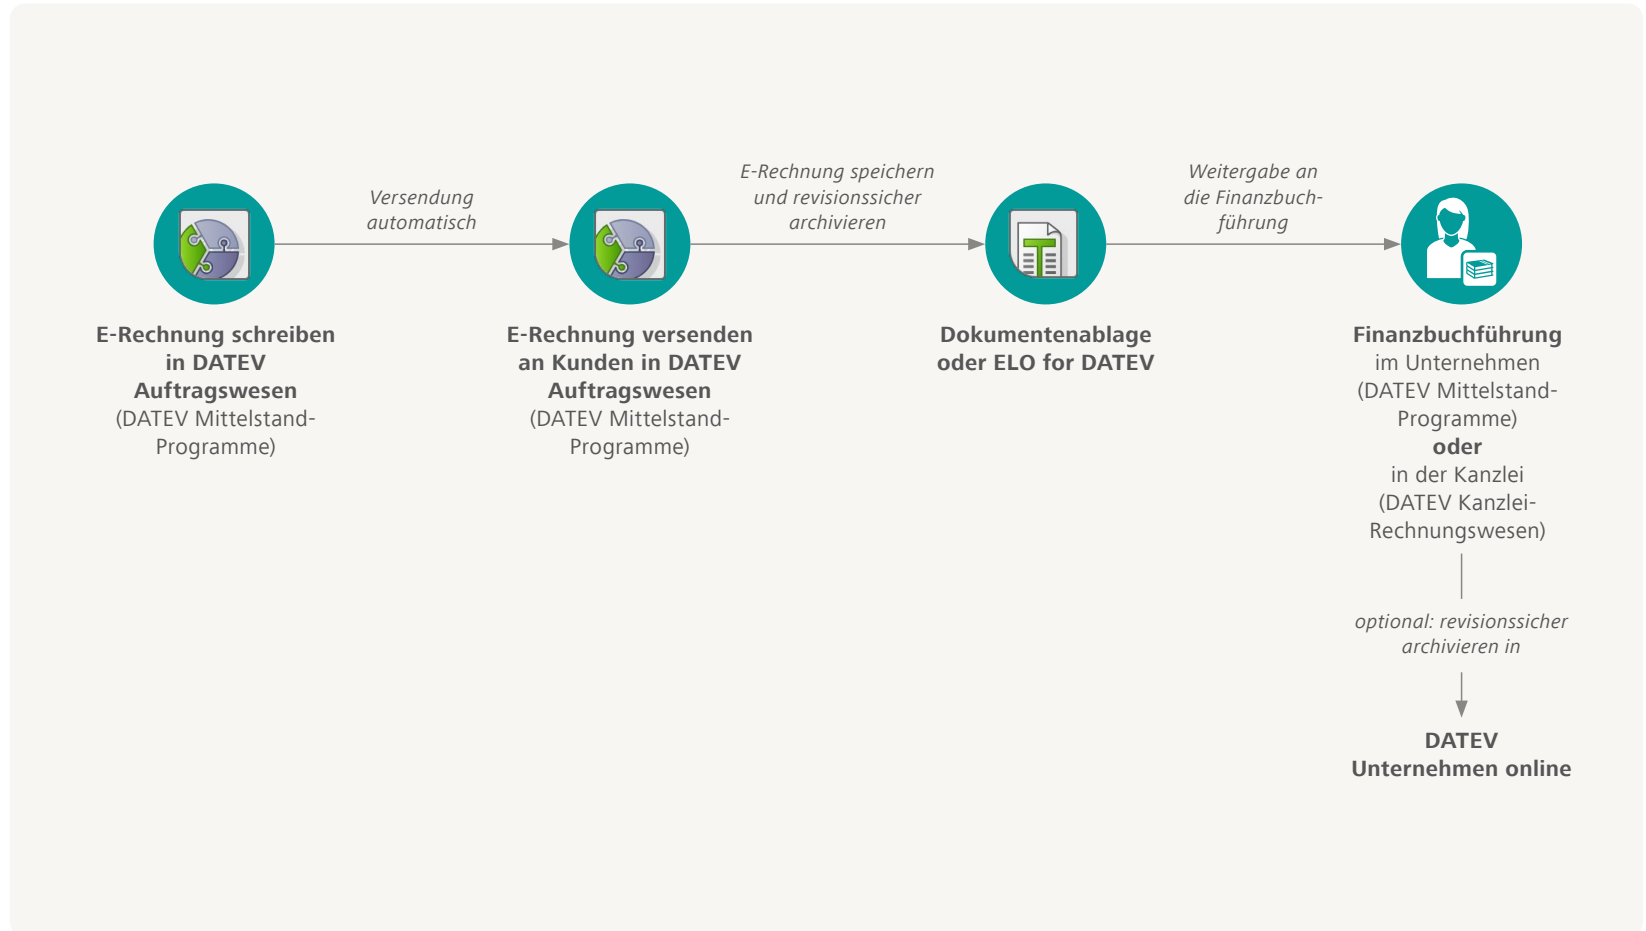 E-Rechnung schreiben
in DATEV
Auftragswesen
(DATEV Mittelstand-
Programme)
Versendung
automatisch
E-Rechnung versenden
an Kunden in DATEV
Auftragswesen
(DATEV Mittelstand-
Programme)
E-Rechnung speichern
und revisionssicher
archivieren
Dokumentenablage
oder ELO for DATEV
Weitergabe an
die Finanzbuch-
führung
Finanzbuchführung
im Unternehmen
(DATEV Mittelstand-
Programme)
oder
in der Kanzlei
(DATEV Kanzlei-
Rechnungswesen)
optional: revisionssicher
archivieren in
DATEV
Unternehmen online